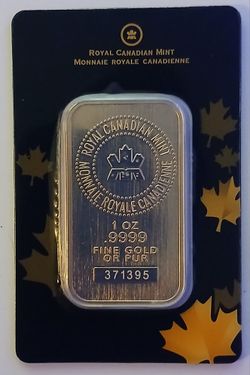 ROYAL CANADIAN MINT
MONNAIE ROYALE CANADIENNE
ROYAL CANADIAN MINT
MONNAIE ROYALE CANADIENNE
1 OZ
.9999
FINE GOLD
OR PUR
371395